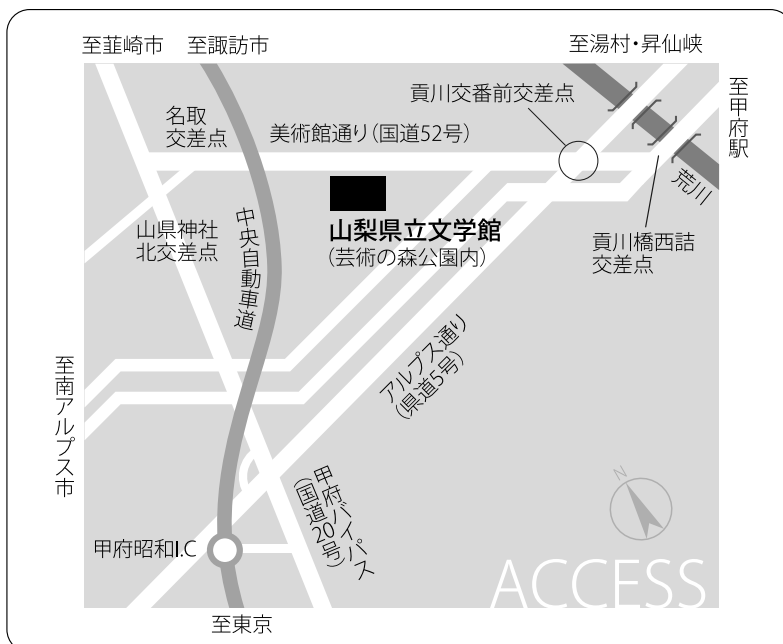 至韮崎市
至諏訪市
至湯村・昇仙峡
至甲府駅
貢川交番前交差点
名取
交差点
美術館通り(国道52号)
荒川
山県神社
北交差点
中央自動車道
山梨県立文学館
(芸術の森公園内)
貢川橋西詰
交差点
アルプス通り
(県道5号)
至南アルプス市
甲府バイパス
(国道20号)
N
甲府昭和I.C
ACCESS
至東京